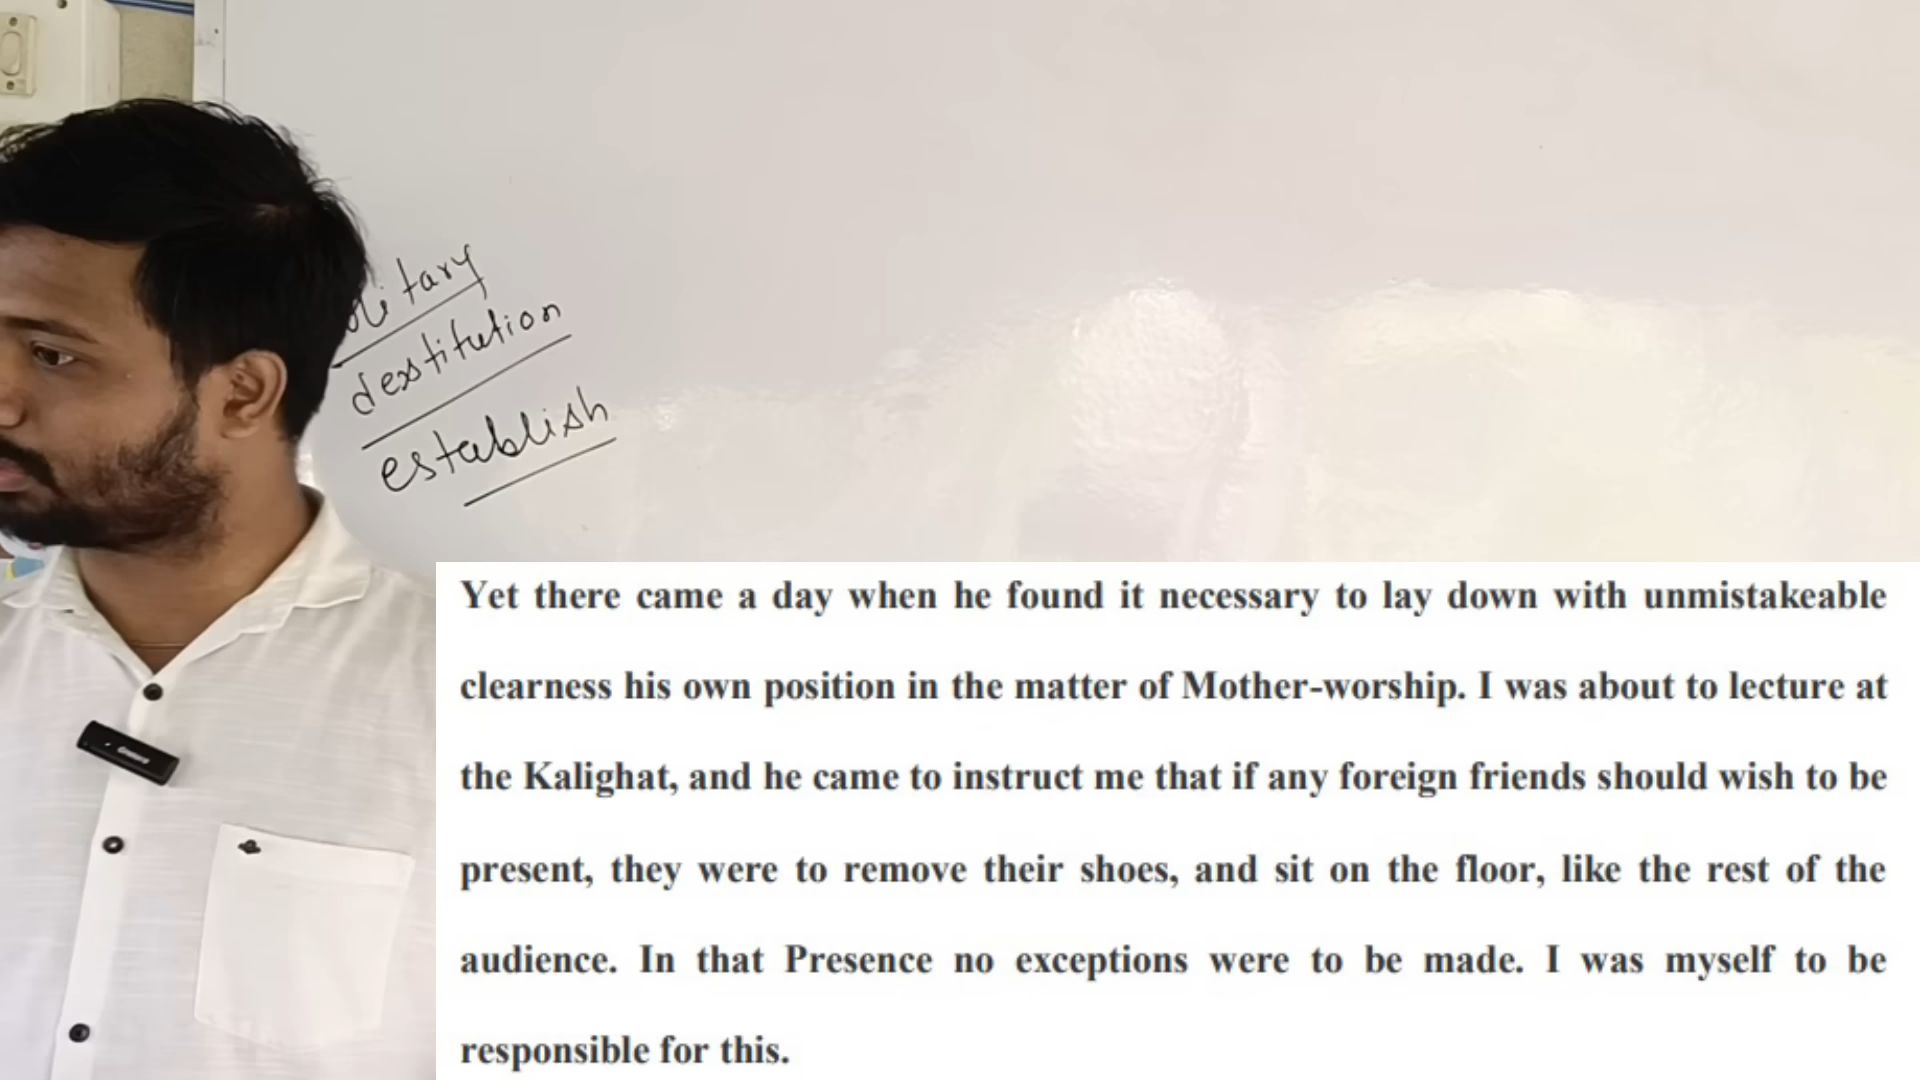 destitution
establish
Yet there came a day when he found it necessary to lay down with unmistakeable
clearness his own position in the matter of Mother-worship. I was about to lecture at
the Kalighat, and he came to instruct me that if any foreign friends should wish to be
present, they were to remove their shoes, and sit on the floor, like the rest of the
audience. In that Presence no exceptions were to be made. I was myself to be
responsible for this.